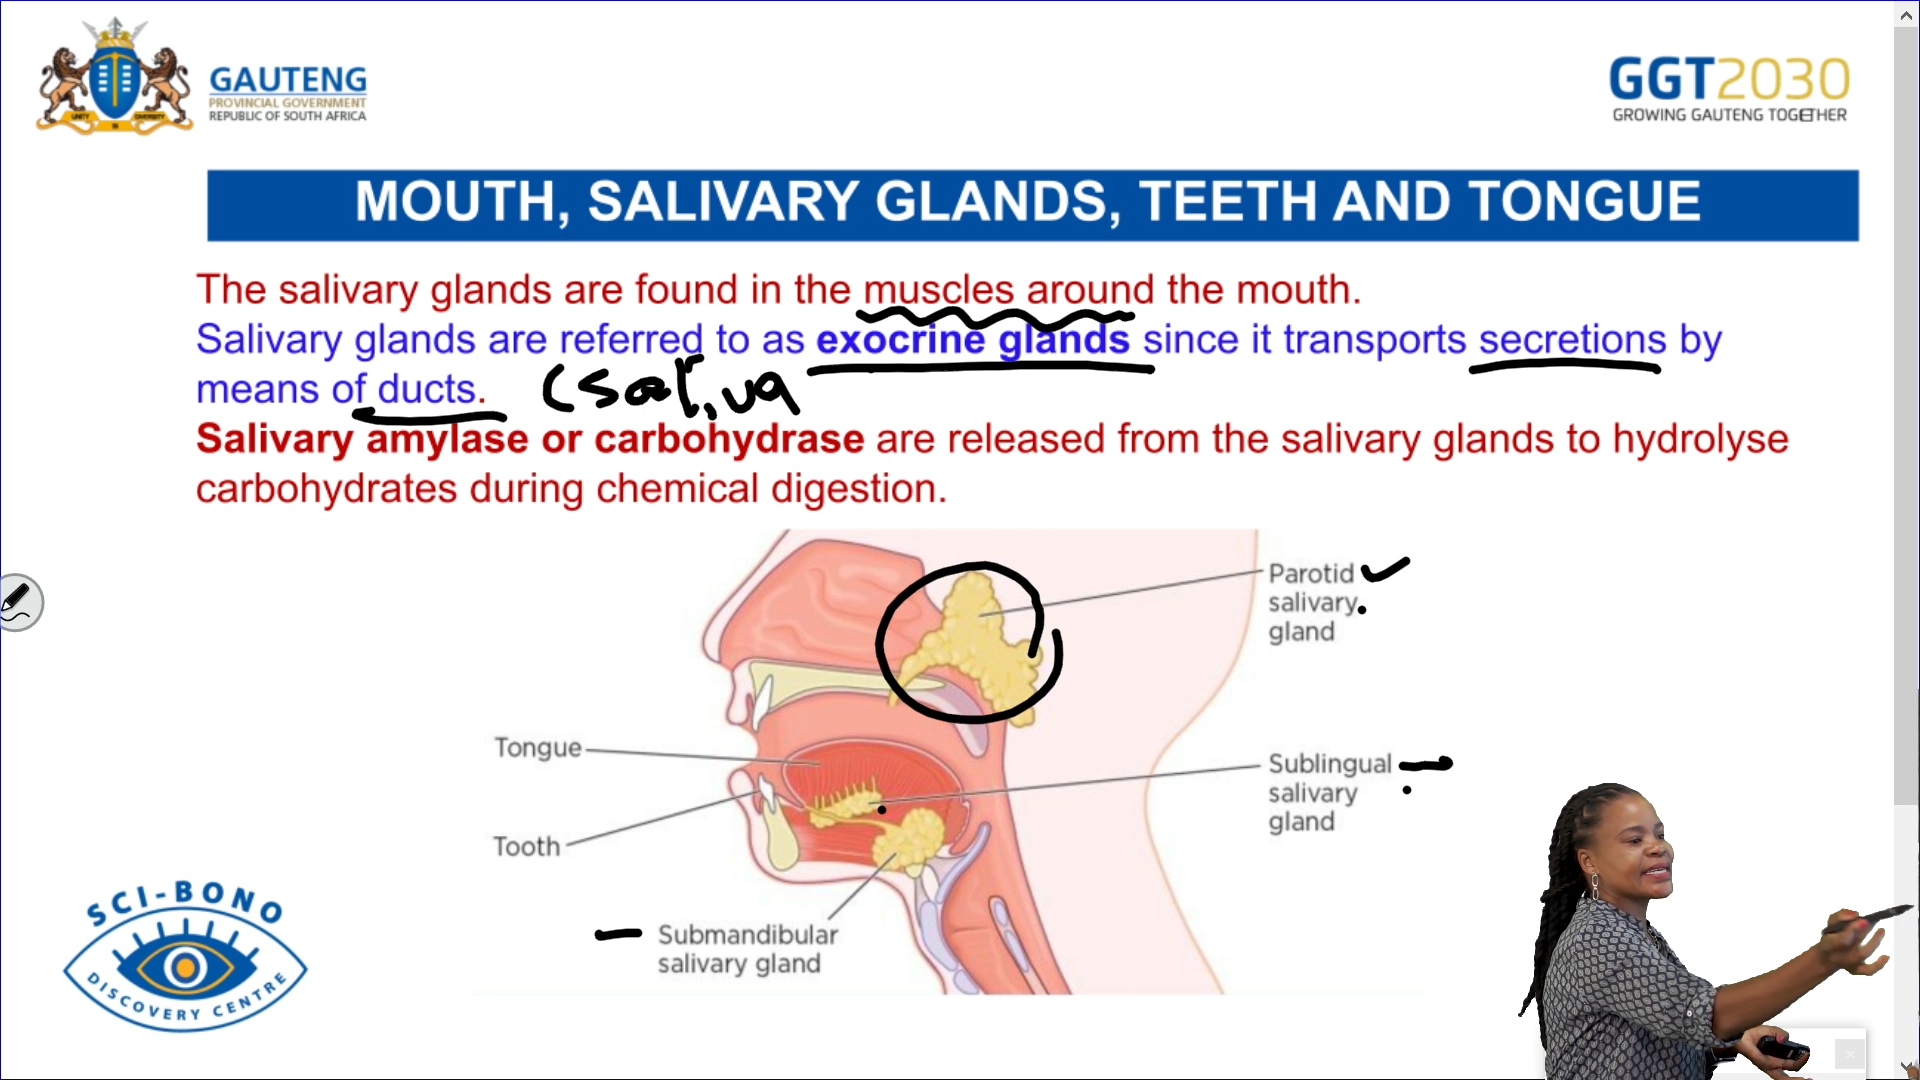 GAUTENG
PROVINCIAL GOVERNMENT
REPUBLIC OF SOUTH AFRICA
UNITY IN DIVERSITY
GGT2030
GROWING GAUTENG TOGETHER
MOUTH, SALIVARY GLANDS, TEETH AND TONGUE
The salivary glands are found in the muscles around the mouth.
Salivary glands are referred to as exocrine glands since it transports secretions by
means of ducts. (Saliva
Salivary amylase or carbohydrase are released from the salivary glands to hydrolyse
carbohydrates during chemical digestion.
Parotid
salivary
gland
Tongue
Sublingual
salivary
gland
Tooth
Submandibular
salivary gland
SCI-BONO
DISCOVERY CENTRE